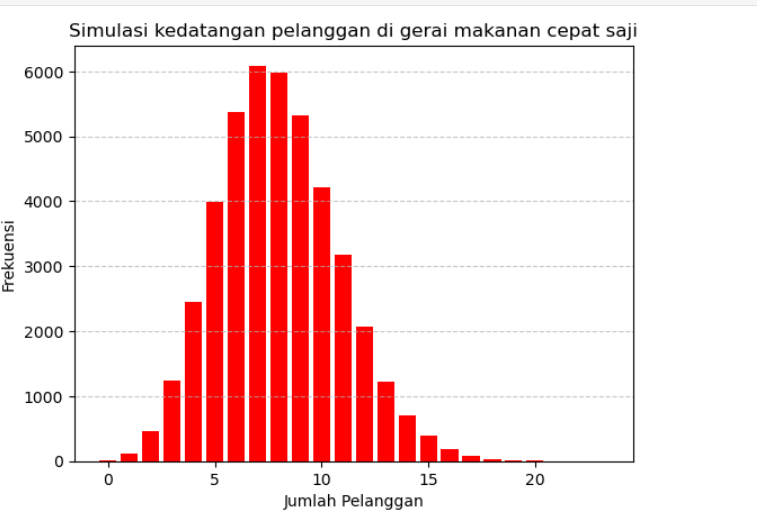 Simulasi kedatangan pelanggan di gerai makanan cepat saji
6000
5000
4000
3000
2000
1000
0
Frekuensi
0 5 10 15 20
Jumlah Pelanggan